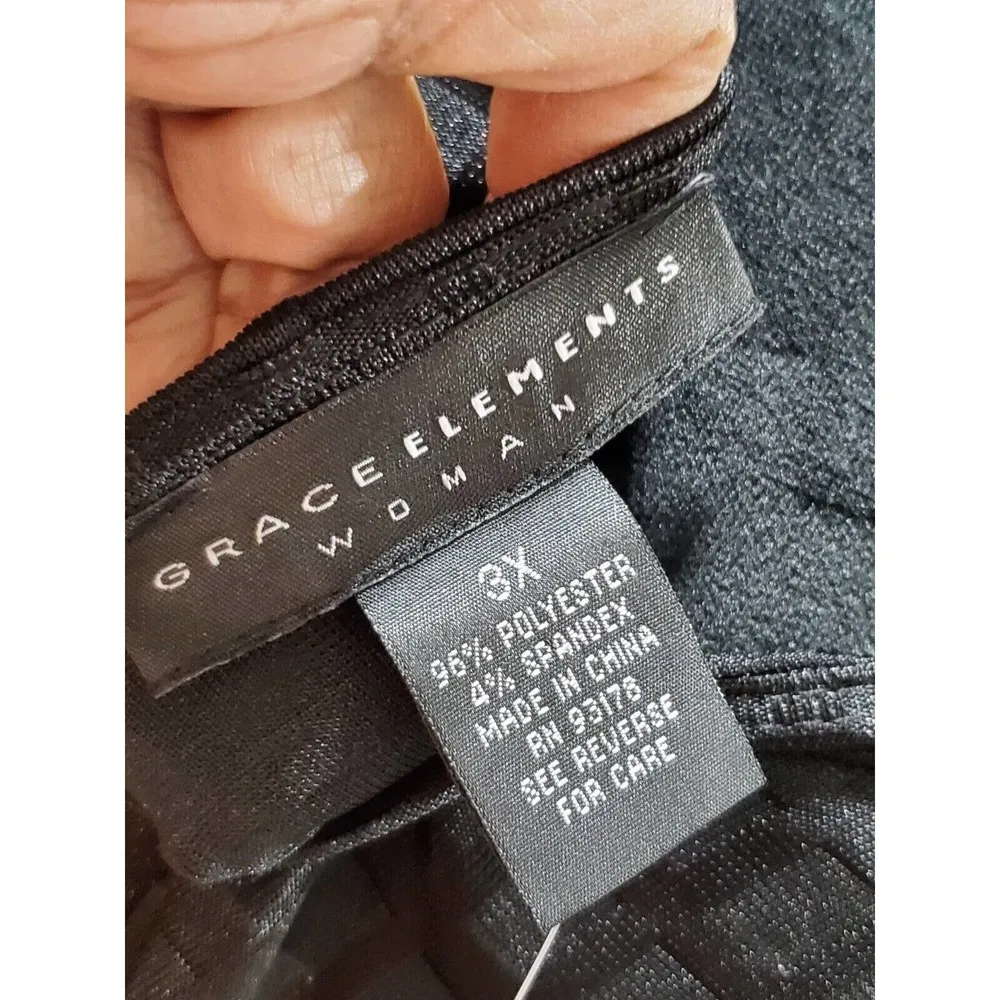 GRACE ELEMENTS
WOMAN
3X
96% POLYESTER
4% SPANDEX
MADE IN CHINA
RN 93178
SEE REVERSE
FOR CARE